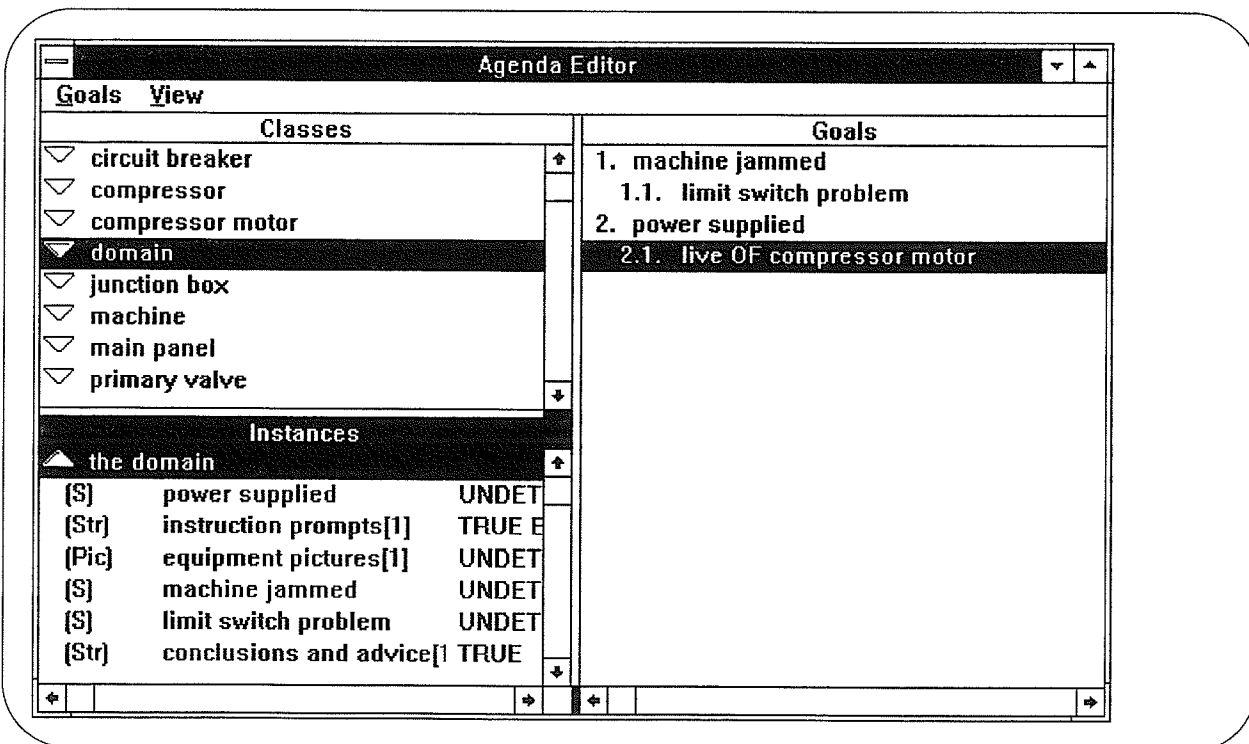 Agenda Editor
Goals View
Classes
circuit breaker
compressor
compressor motor
domain
junction box
machine
main panel
primary valve
Instances
the domain
[S] power supplied UNDET
[Str] instruction prompts[1] TRUE E
[Pic] equipment pictures[1] UNDET
[S] machine jammed UNDET
[S] limit switch problem UNDET
[Str] conclusions and advice[1 TRUE
Goals
1. machine jammed
1.1. limit switch problem
2. power supplied
2.1. live OF compressor motor